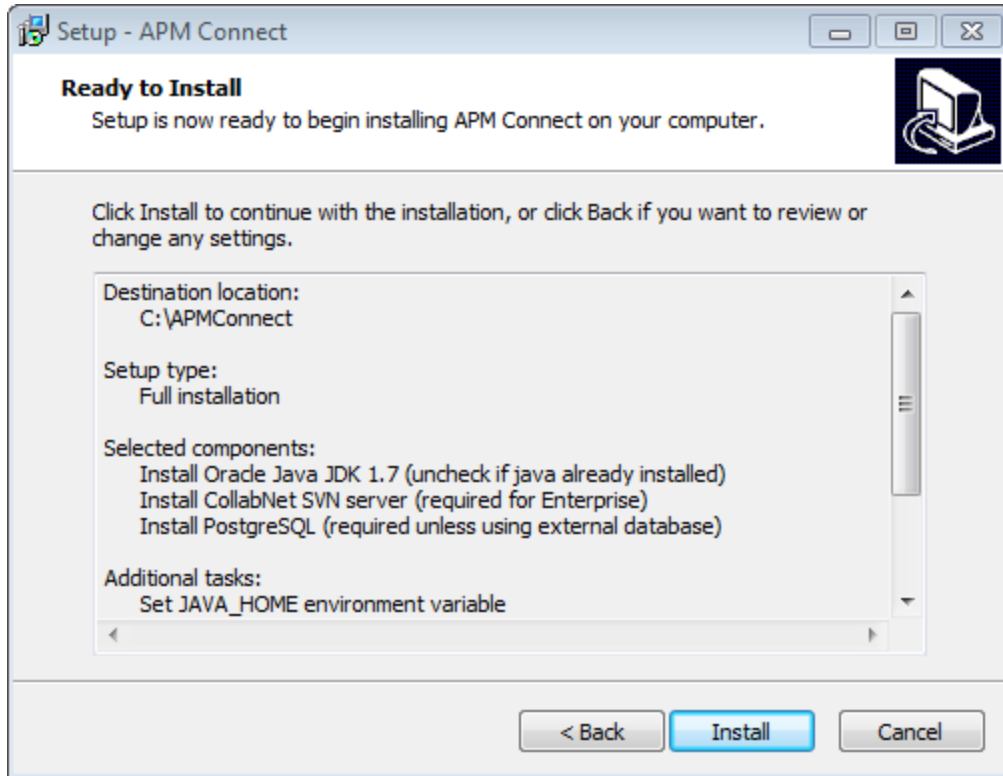 Setup - APM Connect
Ready to Install
Setup is now ready to begin installing APM Connect on your computer.
Click Install to continue with the installation, or click Back if you want to review or
change any settings.
Destination location:
C:\APMConnect
Setup type:
Full installation
Selected components:
Install Oracle Java JDK 1.7 (uncheck if java already installed)
Install CollabNet SVN server (required for Enterprise)
Install PostgreSQL (required unless using external database)
Additional tasks:
Set JAVA_HOME environment variable
< Back
Install
Cancel